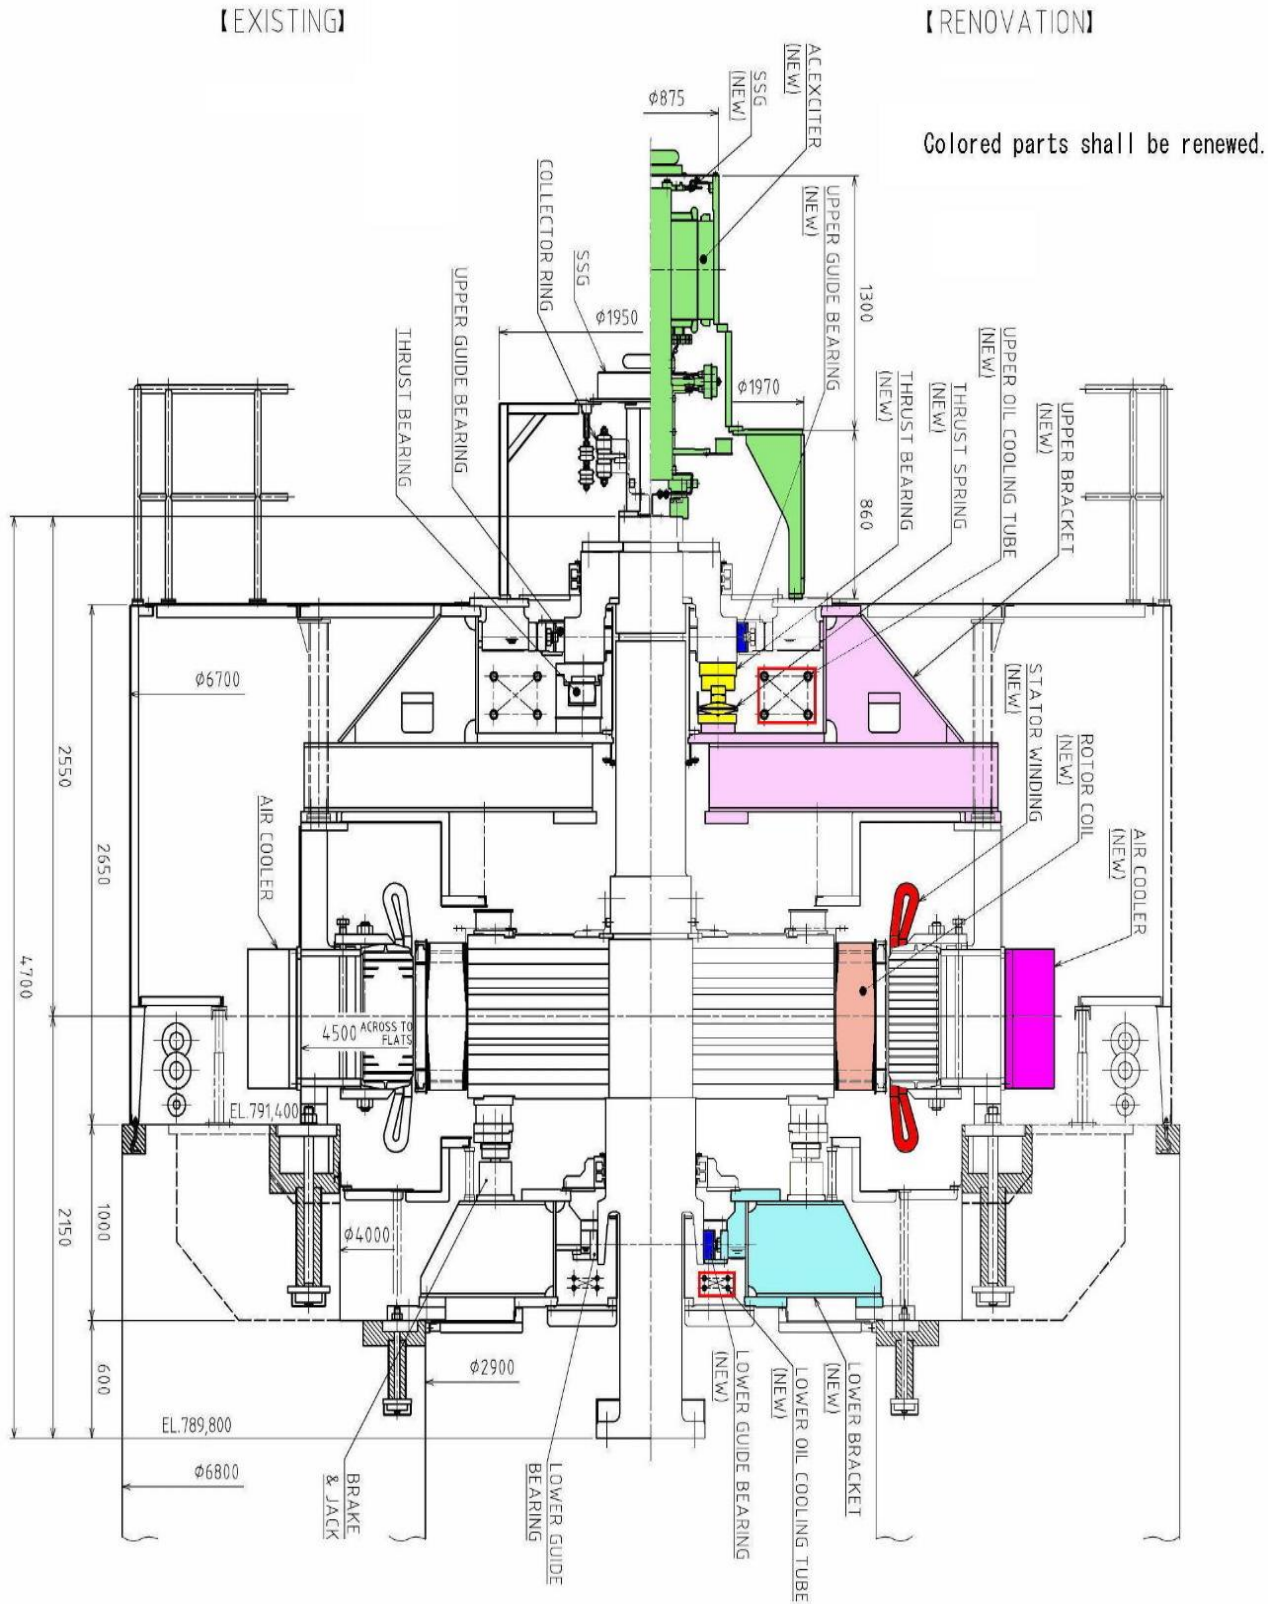 【EXISTING】
【RENOVATION】
Colored parts shall be renewed.
AC.EXCITER
(NEW)
SSG
(NEW)
φ875
COLLECTOR RING
SSG
UPPER GUIDE BEARING
THRUST BEARING
φ1950
UPPER GUIDE BEARING
(NEW)
1300
φ1970
860
THRUST BEARING
(NEW)
THRUST SPRING
(NEW)
UPPER OIL COOLING TUBE
(NEW)
UPPER BRACKET
(NEW)
φ6700
2550
2650
4700
AIR COOLER
STATOR WINDING
(NEW)
ROTOR COIL
(NEW)
AIR COOLER
(NEW)
4500 ACROSS TO
FLATS
EL.791,400
2150
1000
φ4000
600
φ2900
EL.789,800
φ6800
BRAKE
& JACK
LOWER GUIDE
BEARING
LOWER GUIDE BEARING
(NEW)
LOWER OIL COOLING TUBE
(NEW)
LOWER BRACKET
(NEW)